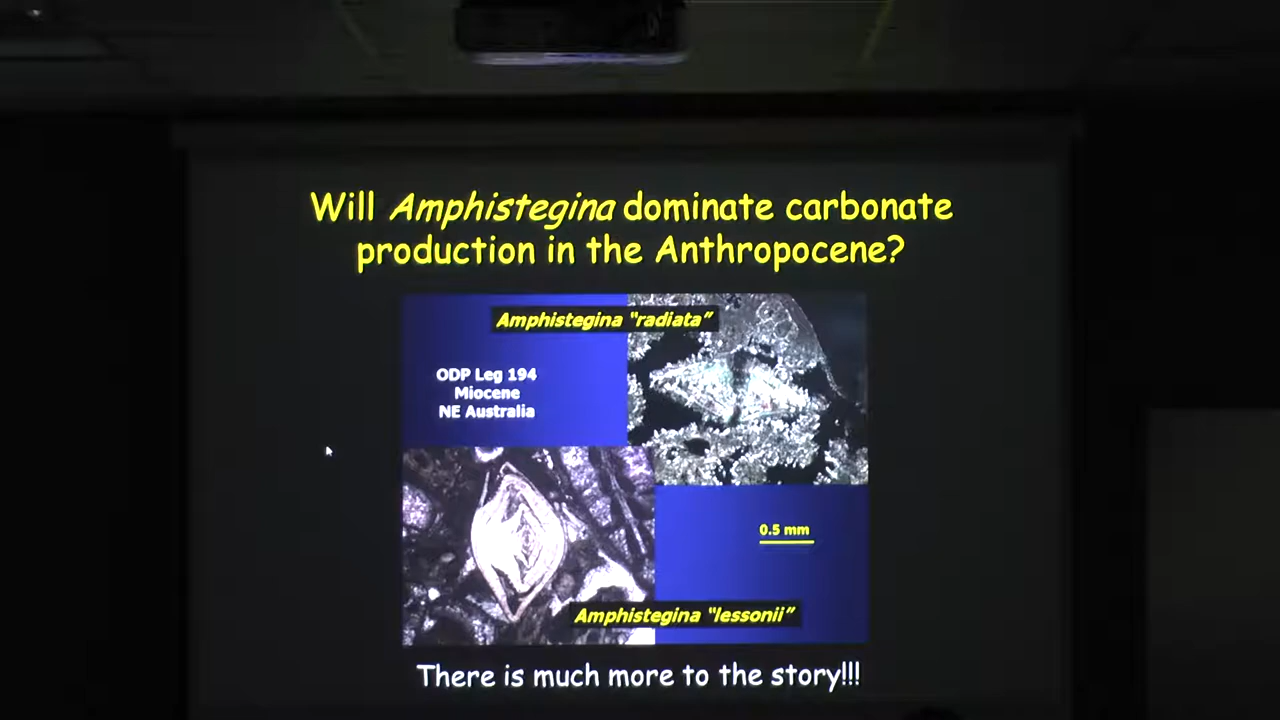 Will Amphistegina dominate carbonate
production in the Anthropocene?
Amphistegina "radiata"
ODP Leg 194
Miocene
NE Australia
0.5 mm
Amphistegina "lessonii"
There is much more to the story!!!